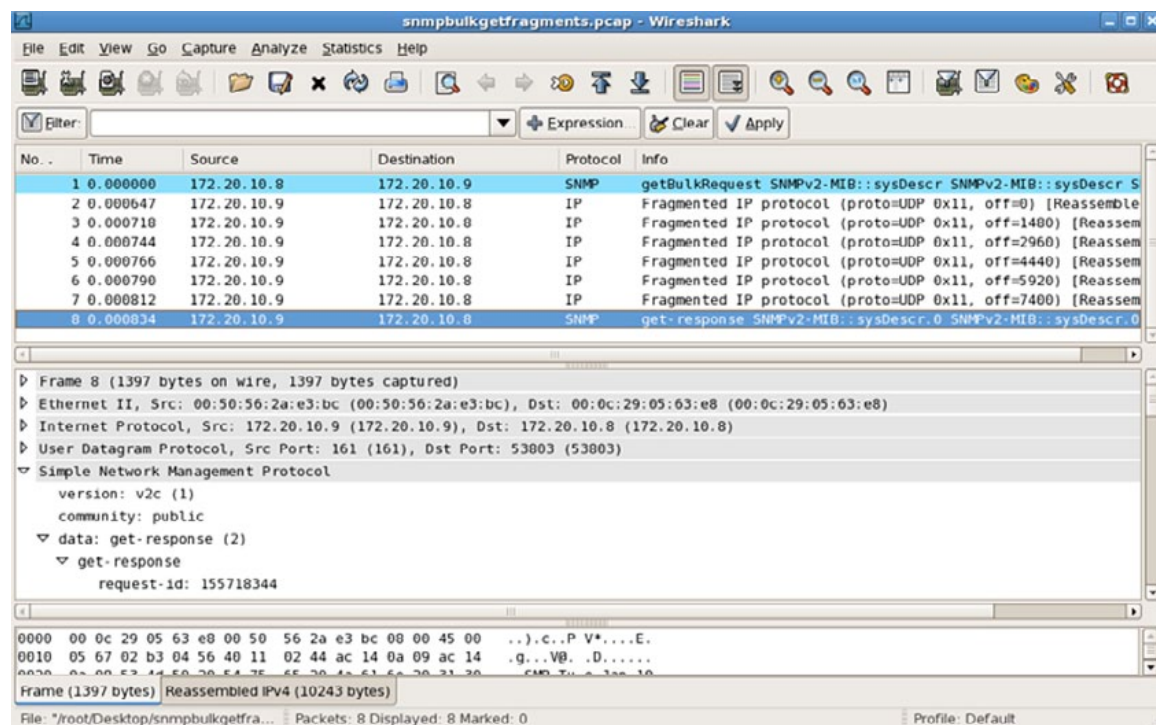 snmpbulkgetfragments.pcap - Wireshark
File Edit View Go Capture Analyze Statistics Help
Filter: Expression... Clear Apply
No. . Time Source Destination Protocol Info
1 0.000000 172.20.10.8 172.20.10.9 SNMP getBulkRequest SNMPv2-MIB::sysDescr SNMPv2-MIB::sysDescr S
2 0.000647 172.20.10.9 172.20.10.8 IP Fragmented IP protocol (proto=UDP 0x11, off=0) [Reassemble
3 0.000718 172.20.10.9 172.20.10.8 IP Fragmented IP protocol (proto=UDP 0x11, off=1480) [Reassem
4 0.000744 172.20.10.9 172.20.10.8 IP Fragmented IP protocol (proto=UDP 0x11, off=2960) [Reassem
5 0.000766 172.20.10.9 172.20.10.8 IP Fragmented IP protocol (proto=UDP 0x11, off=4440) [Reassem
6 0.000790 172.20.10.9 172.20.10.8 IP Fragmented IP protocol (proto=UDP 0x11, off=5920) [Reassem
7 0.000812 172.20.10.9 172.20.10.8 IP Fragmented IP protocol (proto=UDP 0x11, off=7400) [Reassem
8 0.000834 172.20.10.9 172.20.10.8 SNMP get-response SNMPv2-MIB::sysDescr.0 SNMPv2-MIB::sysDescr.0
Frame 8 (1397 bytes on wire, 1397 bytes captured)
Ethernet II, Src: 00:50:56:2a:e3:bc (00:50:56:2a:e3:bc), Dst: 00:0c:29:05:63:e8 (00:0c:29:05:63:e8)
Internet Protocol, Src: 172.20.10.9 (172.20.10.9), Dst: 172.20.10.8 (172.20.10.8)
User Datagram Protocol, Src Port: 161 (161), Dst Port: 53803 (53803)
Simple Network Management Protocol
version: v2c (1)
community: public
data: get-response (2)
get-response
request-id: 155718344
0000 00 0c 29 05 63 e8 00 50 56 2a e3 bc 08 00 45 00 ..).c..P V*....E.
0010 05 67 02 b3 04 56 40 11 02 44 ac 14 0a 09 ac 14 .g...V@. .D......
Frame (1397 bytes) Reassembled IPv4 (10243 bytes)
File: "/root/Desktop/snmpbulkgetfra... Packets: 8 Displayed: 8 Marked: 0 Profile: Default